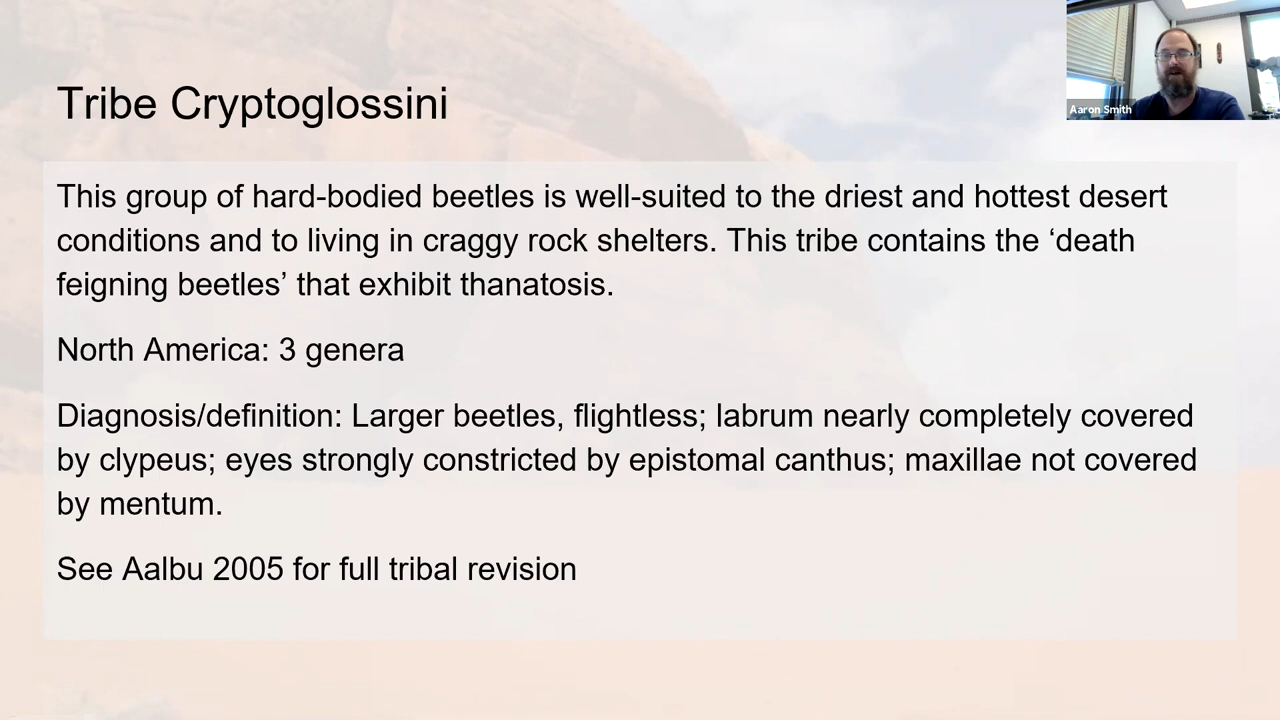 Tribe Cryptoglossini
Aaron Smith
This group of hard-bodied beetles is well-suited to the driest and hottest desert
conditions and to living in craggy rock shelters. This tribe contains the ‘death
feigning beetles’ that exhibit thanatosis.
North America: 3 genera
Diagnosis/definition: Larger beetles, flightless; labrum nearly completely covered
by clypeus; eyes strongly constricted by epistomal canthus; maxillae not covered
by mentum.
See Aalbu 2005 for full tribal revision